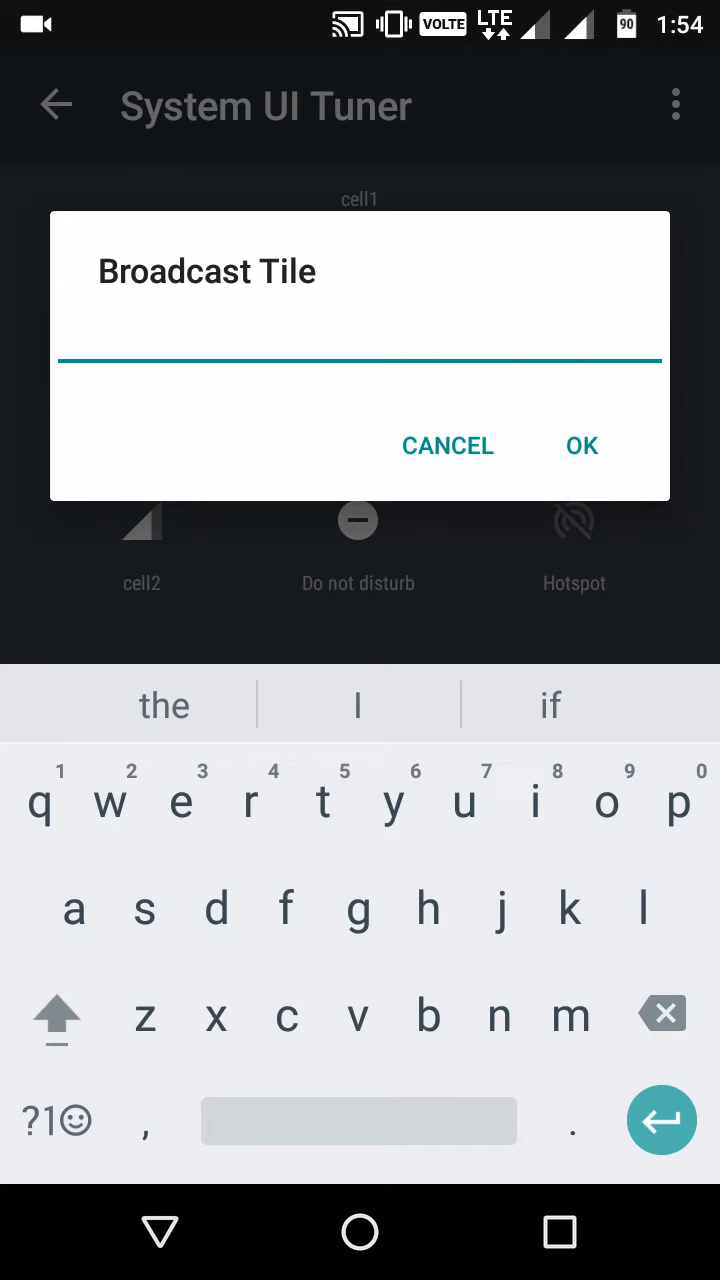 VOLTE LTE 90 1:54
System UI Tuner
cell1
Broadcast Tile
CANCEL OK
cell2 Do not disturb Hotspot
the I if
1 2 3 4 5 6 7 8 9 0
q w e r t y u i o p
a s d f g h j k l
z x c v b n m
?1 , .